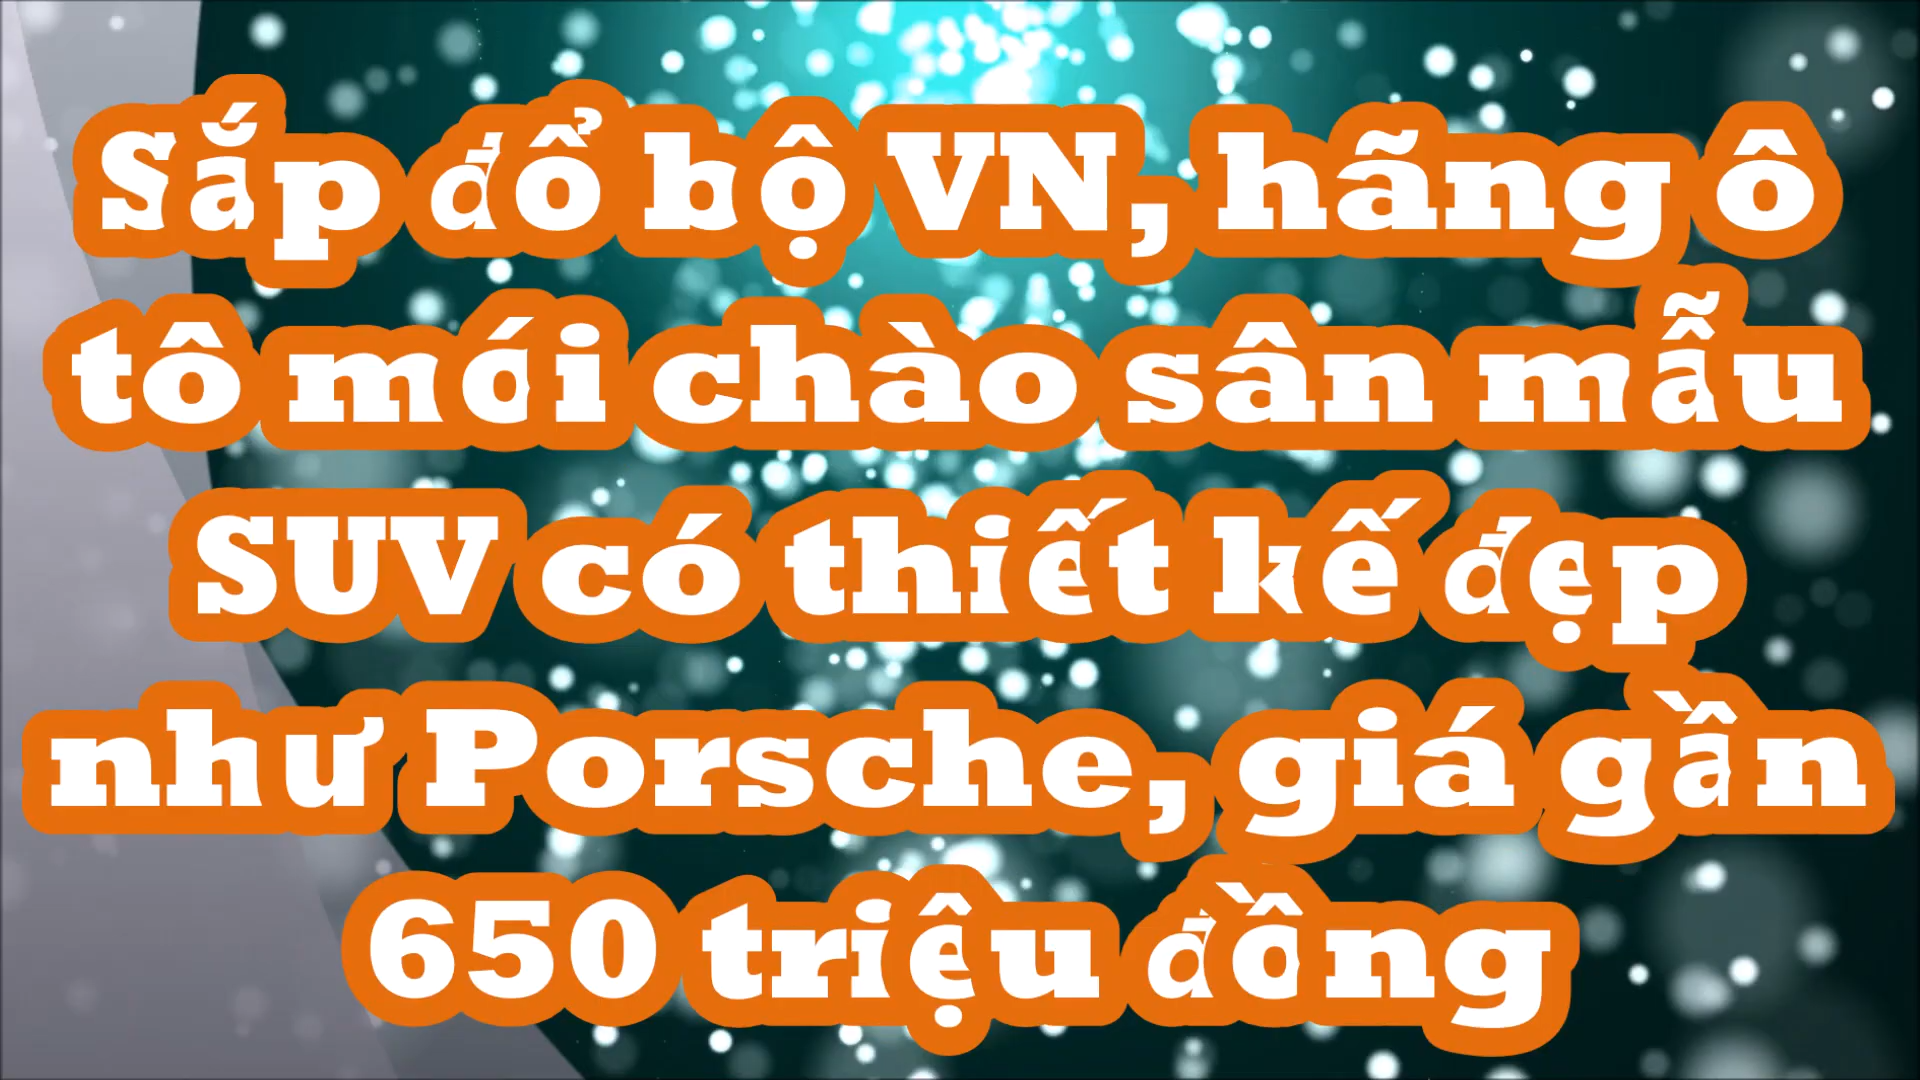 Sắp đổ bộ VN, hãng ô
tô mới chào sân mẫu
SUV có thiết kế đẹp
như Porsche, giá gần
650 triệu đồng